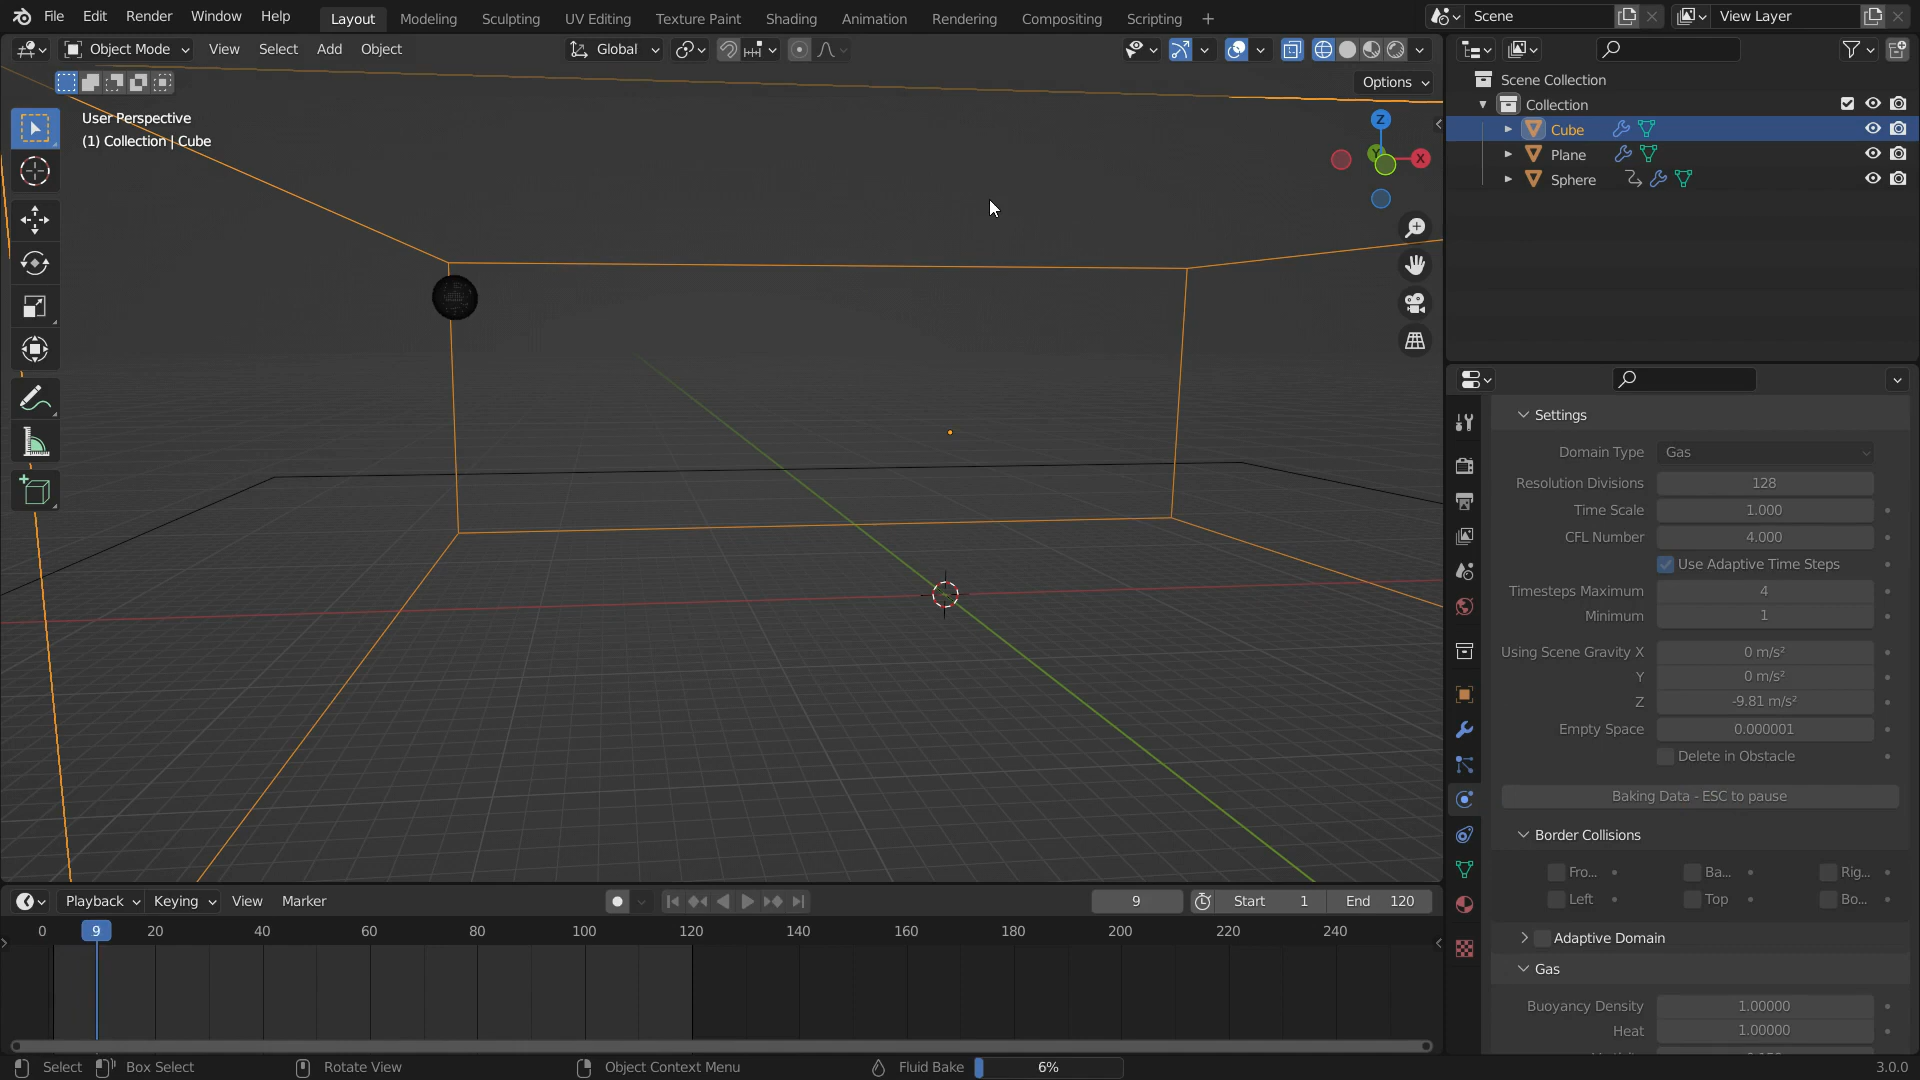 File Edit Render Window Help Layout Modeling Sculpting UV Editing Texture Paint Shading Animation Rendering Compositing Scripting + Scene View Layer
Object Mode View Select Add Object Global
Options
User Perspective
(1) Collection | Cube
Z
Y
X
Scene Collection
Collection
Cube
Plane
Sphere
Settings
Domain Type Gas
Resolution Divisions 128
Time Scale 1.000
CFL Number 4.000
Use Adaptive Time Steps
Timesteps Maximum 4
Minimum 1
Using Scene Gravity X 0 m/s²
Y 0 m/s²
Z -9.81 m/s²
Empty Space 0.000001
Delete in Obstacle
Baking Data - ESC to pause
Border Collisions
Fro... Ba... Rig...
Left Top Bo...
Adaptive Domain
Gas
Buoyancy Density 1.00000
Heat 1.00000
Playback Keying View Marker 9 Start 1 End 120
0 9 20 40 60 80 100 120 140 160 180 200 220 240
Select Box Select Rotate View Object Context Menu Fluid Bake 6% 3.0.0